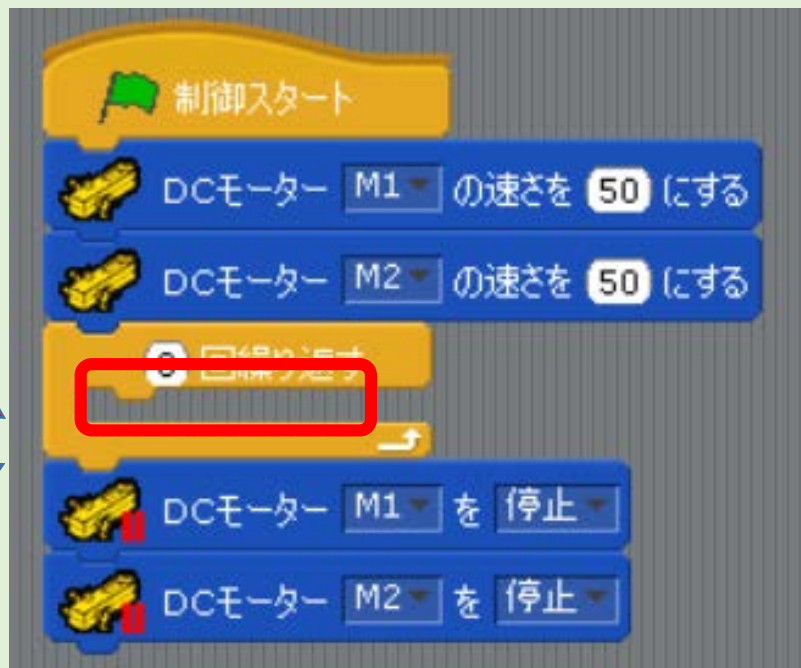 制御スタート
DCモーター M1 の速さを 50 にする
DCモーター M2 の速さを 50 にする
回繰り返す
DCモーター M1 を 停止
DCモーター M2 を 停止